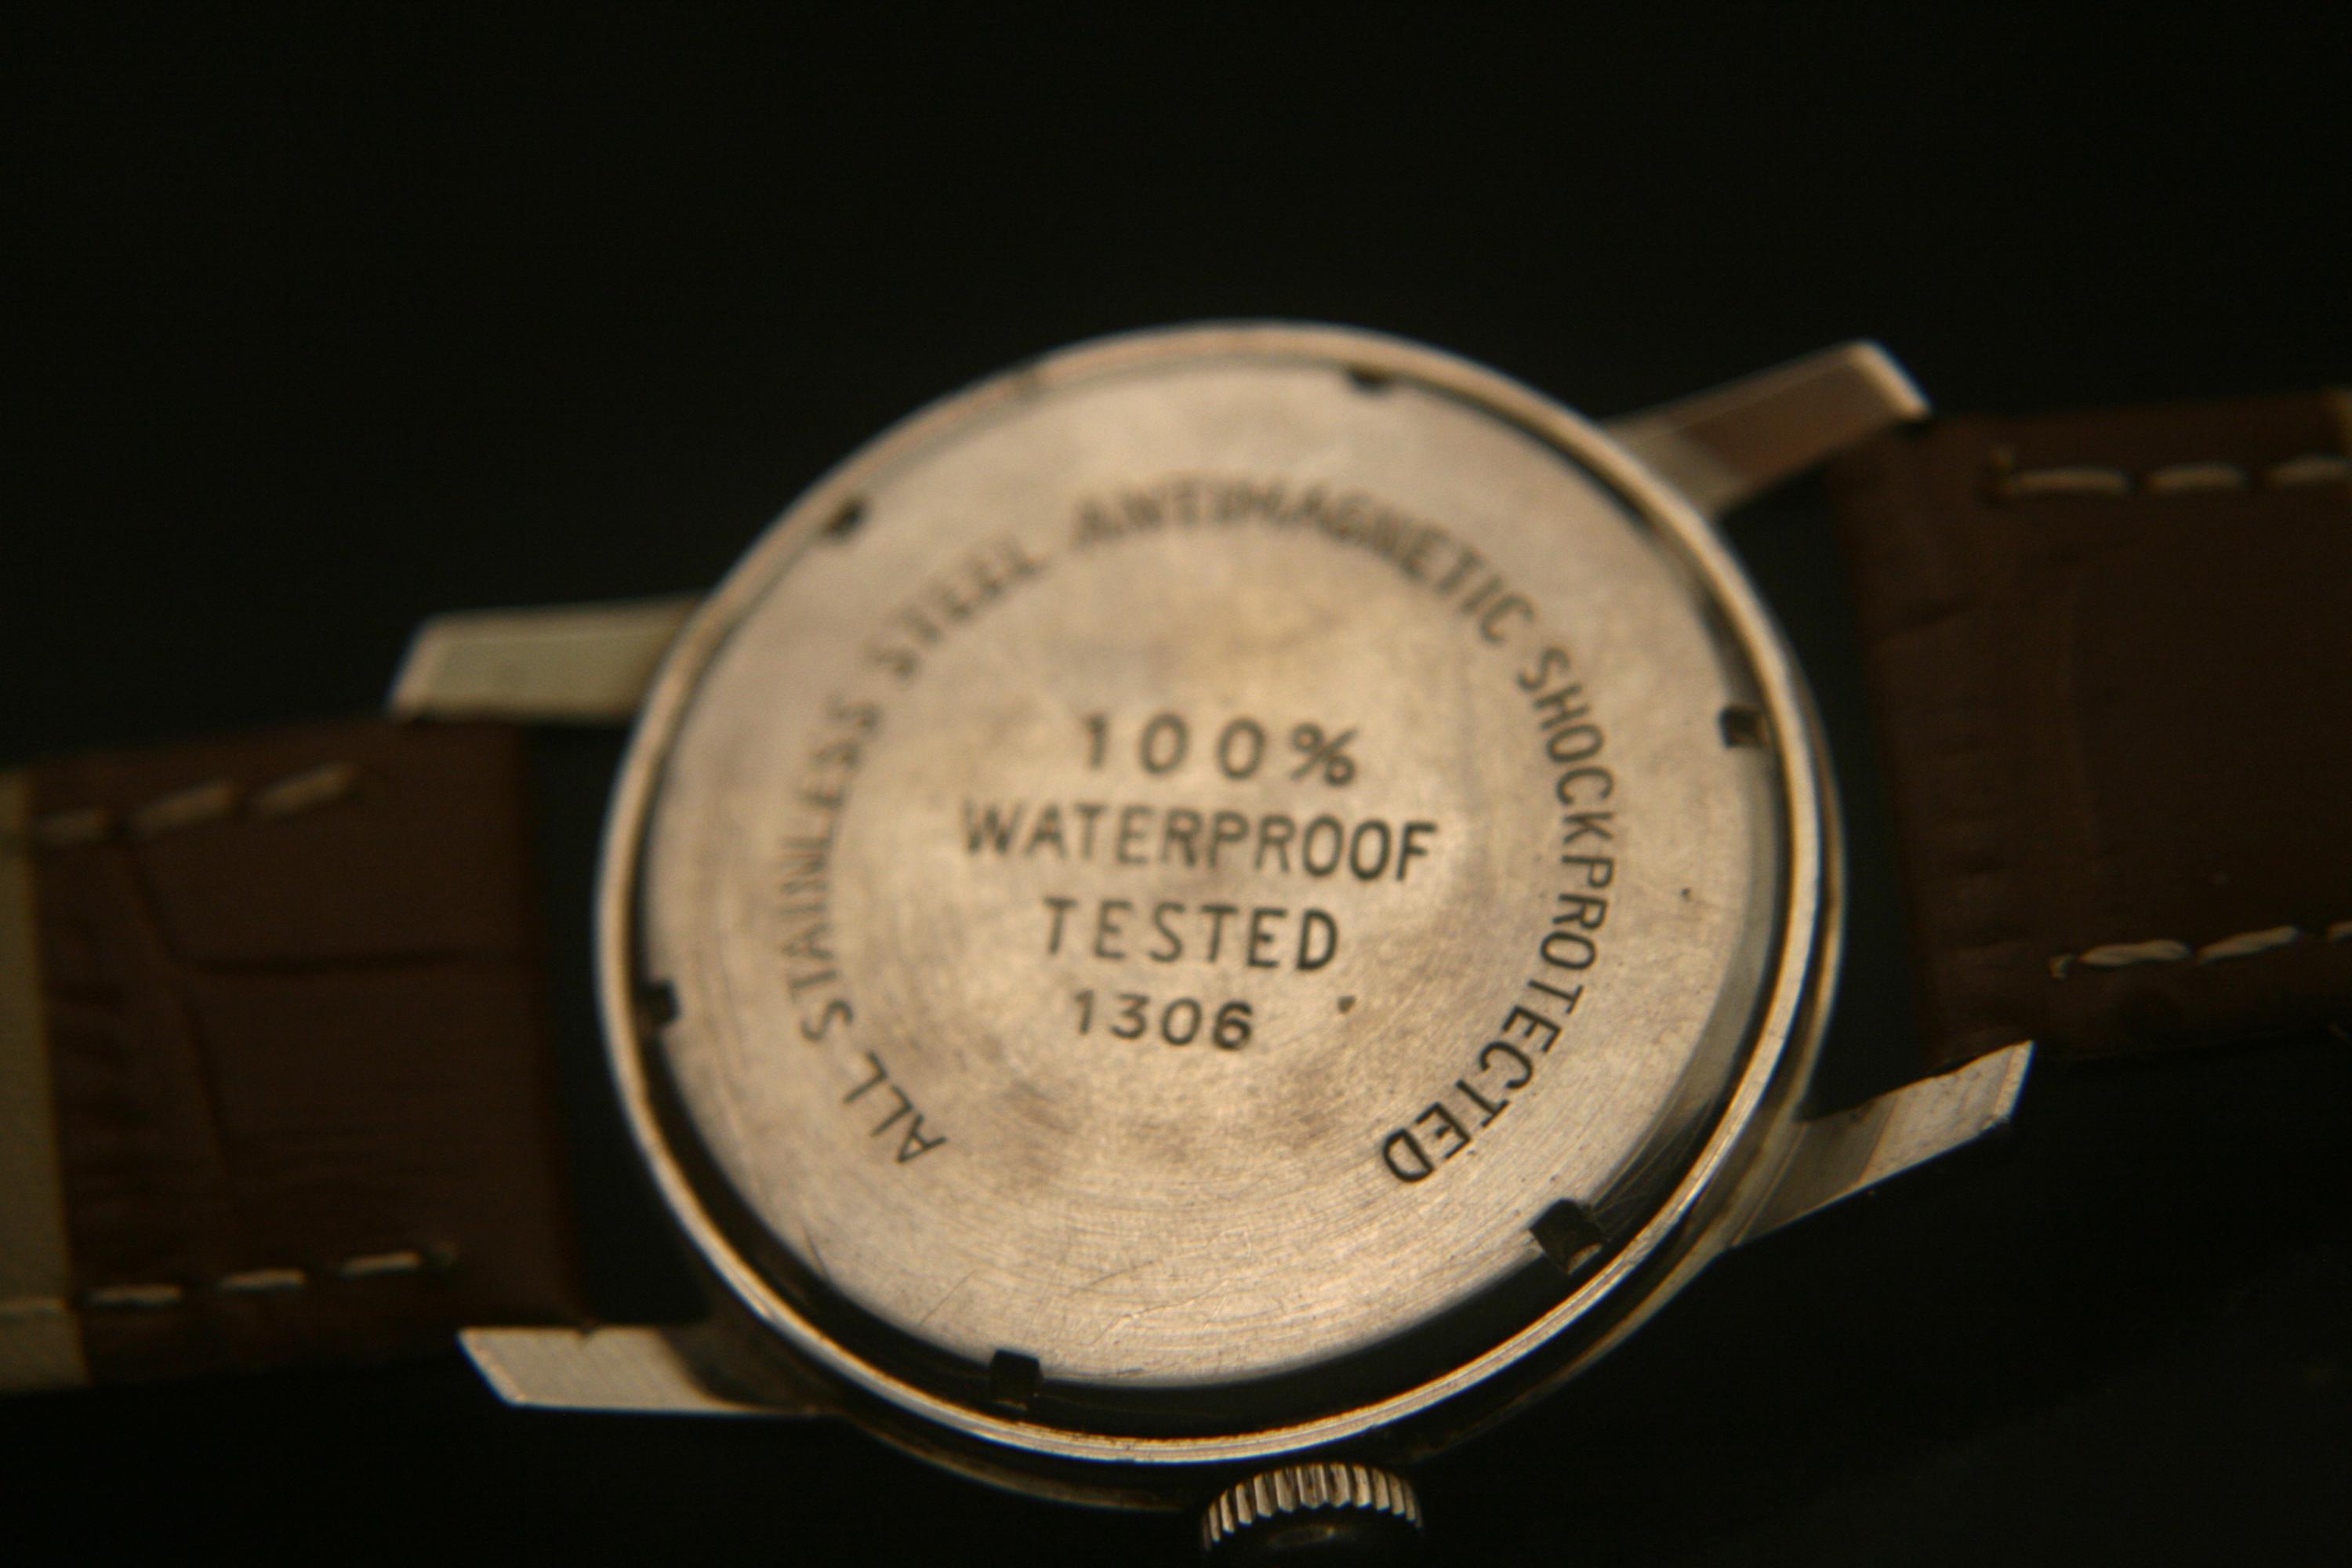 ALL STAINLESS STEEL ANTIMAGNETIC SHOCKPROTECTED
100%
WATERPROOF
TESTED
1306